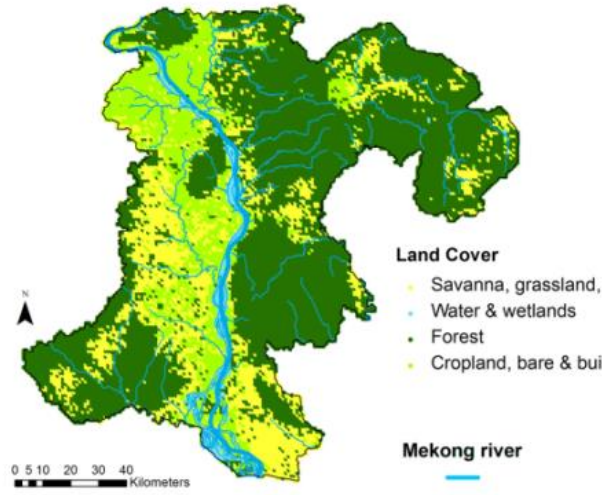 Land Cover
Savanna, grassland,
Water & wetlands
Forest
Cropland, bare & bui
N
Mekong river
0 5 10 20 30 40
Kilometers